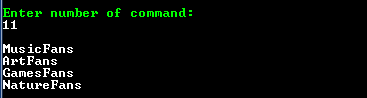 Enter number of command:
11
MusicFans
ArtFans
GamesFans
NatureFans